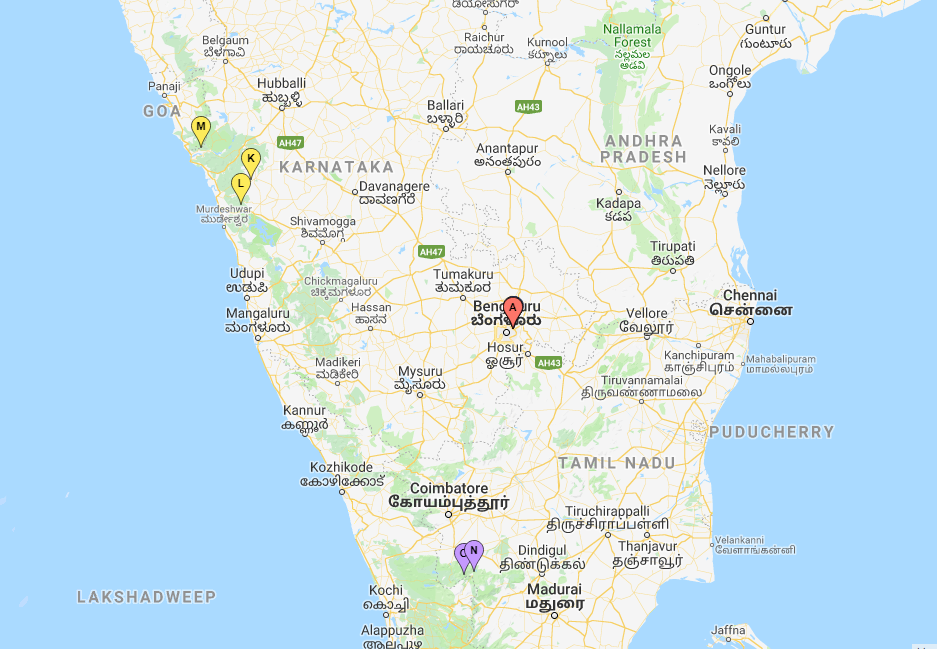 ದಿಯೋಸುಗೂರ್
Belgaum
ಬೆಳಗಾವಿ
Raichur
ರಾಯಚೂರು
Kurnool
ಕರ್ನೂಲು
Nallamala
Forest
నల్లమల
అడవి
Guntur
గుంటూరు
Panaji
GOA
Hubballi
ಹುಬ್ಬಳ್ಳಿ
Ongole
ఒంగోలు
Ballari
ಬಳ್ಳಾರಿ
AH43
M
AH47
K
KARNATAKA
Anantapur
అనంతపురం
ANDHRA
PRADESH
Kavali
కావలి
L
Davanagere
ದಾವಣಗೆರೆ
Nellore
నెల్లూరు
Murdeshwar
ಮುರ್ಡೇಶ್ವರ
Kadapa
కడప
Shivamogga
ಶಿವಮೊಗ್ಗ
AH47
Tirupati
తిరుపతి
Udupi
ಉಡುಪಿ
Chickmagaluru
ಚಿಕ್ಕಮಗಳೂರ
Tumakuru
ತುಮಕೂರ
Chennai
சென்னை
Mangaluru
ಮಂಗಳೂರು
Hassan
ಹಾಸನ
A
Bengaluru
ಬೆಂಗಳೂರು
Vellore
வேலூர்
Hosur
ஓசூர்
AH43
Kanchipuram
காஞ்சிபுரம்
Mahabalipuram
மாமல்லபுரம்
Madikeri
ಮಡಿಕೇರಿ
Mysuru
ಮೈಸೂರು
Tiruvannamalai
திருவண்ணாமலை
Kannur
കണ്ണൂർ
PUDUCHERRY
Kozhikode
കോഴിക്കോട്
TAMIL NADU
Coimbatore
கோயம்புத்தூர்
Tiruchirappalli
திருச்சிராப்பள்ளி
N
Dindigul
திண்டுக்கல்
Thanjavur
தஞ்சாவூர்
Velankanni
வேளாங்கண்ணி
LAKSHADWEEP
Kochi
കൊച്ചി
Madurai
மதுரை
Alappuzha
ആലപ്പുഴ
Jaffna